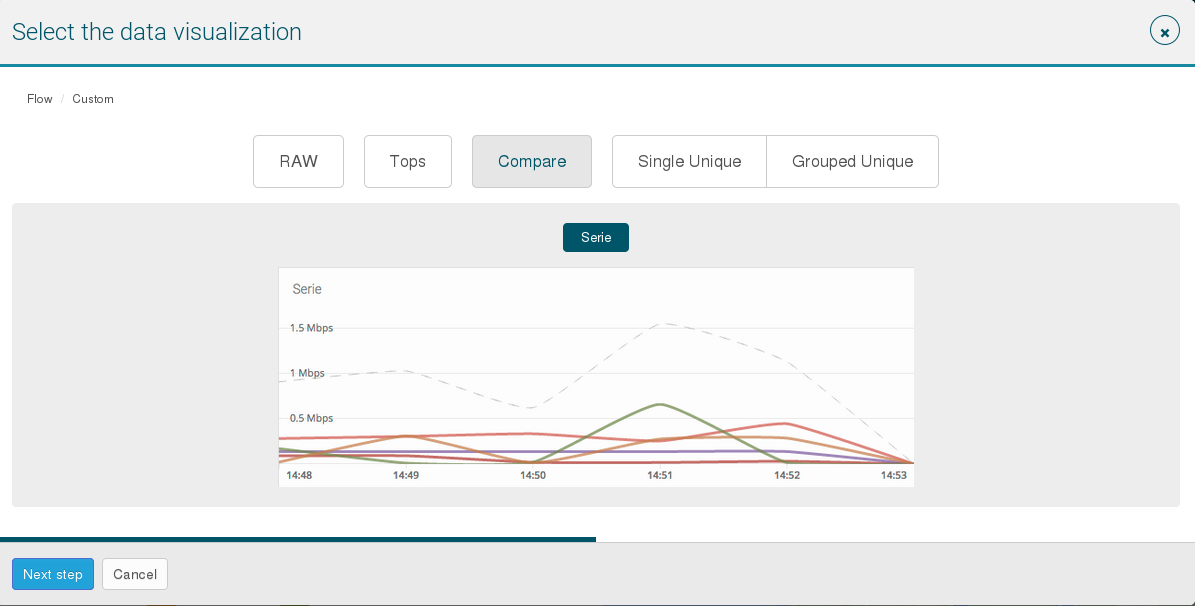 Select the data visualization
Flow / Custom
RAW Tops Compare Single Unique Grouped Unique
Serie
Serie
1.5 Mbps
1 Mbps
0.5 Mbps
14:48 14:49 14:50 14:51 14:52 14:53
Next step Cancel